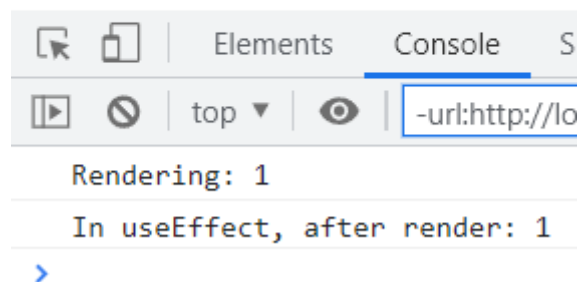 Elements Console S
top ▼ -url:http://lo
Rendering: 1
In useEffect, after render: 1
>